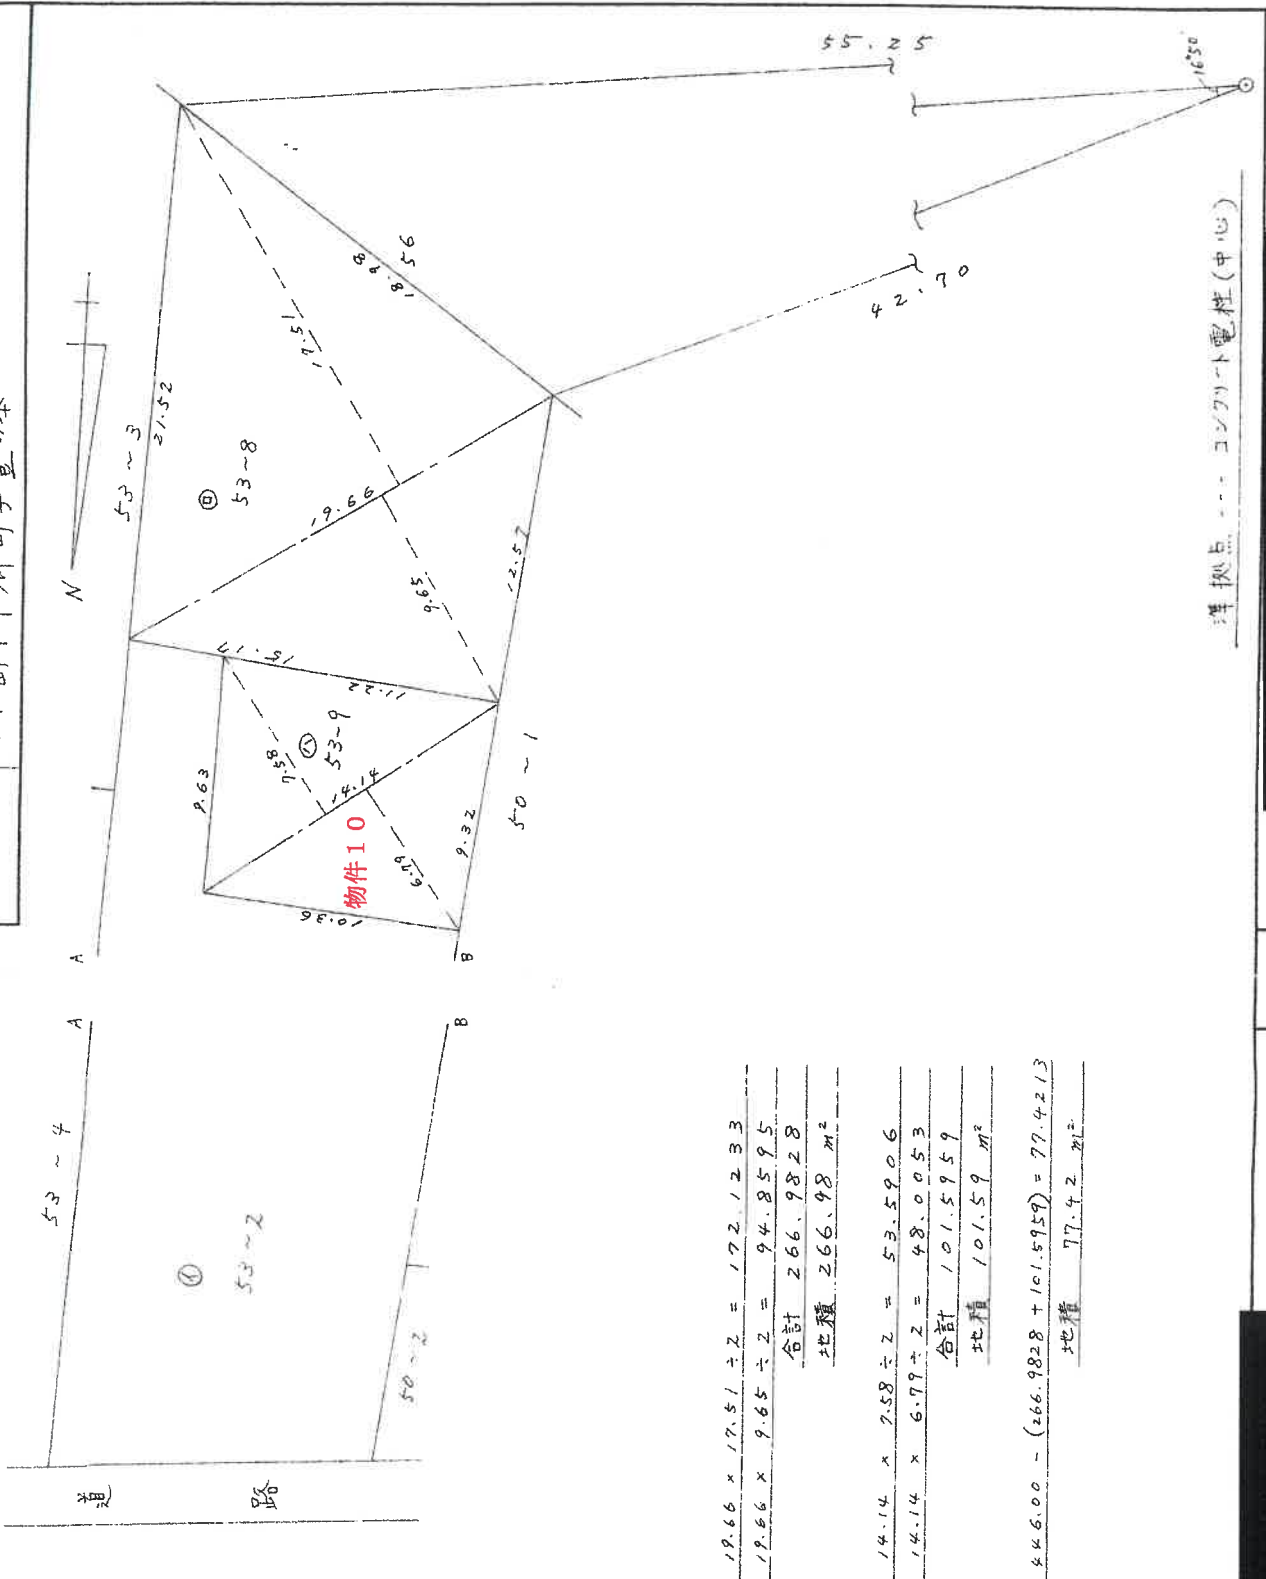 55.25
16°50'
42.70
準拠点 --- コンクリート電柱(中心)
N
53~3
21.52
17.51
18.98
56
ロ
53~8
19.66
9.65
12.57
15.17
11.22
ハ
53~9
7.58
14.14
9.63
物件10
6.79
9.32
10.36
50~1
A
B
A
B
53~4
イ
53~2
50~2
道路
19.66 × 17.51 ÷ 2 = 172.1233
19.66 × 9.65 ÷ 2 = 94.8595
合計 266.9828
地積 266.98 m²
14.14 × 7.58 ÷ 2 = 53.5906
14.14 × 6.79 ÷ 2 = 48.0053
合計 101.5959
地積 101.59 m²
446.00 - (266.9828 + 101.5959) = 77.4213
地積 77.42 m²